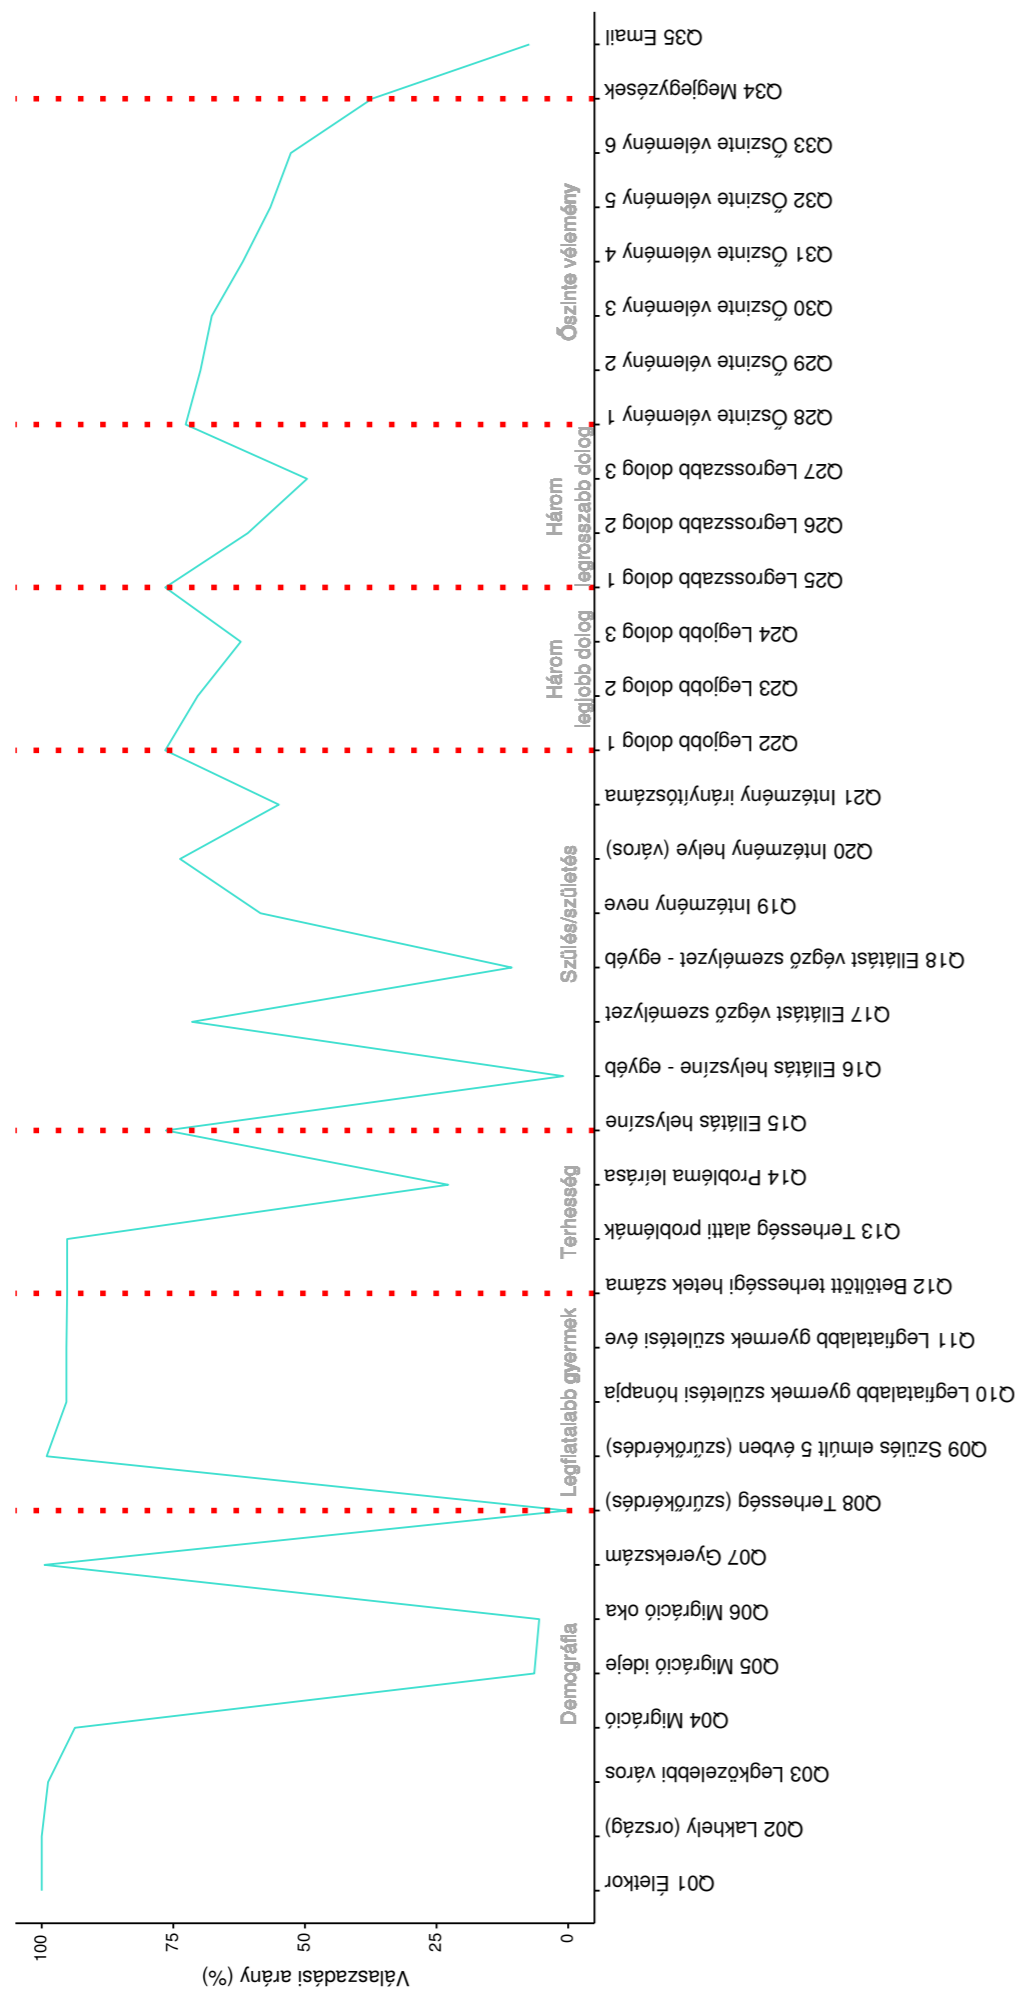 Válaszadási arány (%)
100
75
50
25
0
Demográfia
Legfiatalabb gyermek
Terhesség
Szülés/születés
Három
legjobb dolog
Három
legrosszabb dolog
Őszinte vélemény
Q01 Életkor
Q02 Lakhely (ország)
Q03 Legközelebbi város
Q04 Migráció
Q05 Migráció ideje
Q06 Migráció oka
Q07 Gyerekszám
Q08 Terhesség (szűrőkérdés)
Q09 Szülés elmúlt 5 évben (szűrőkérdés)
Q10 Legfiatalabb gyermek születési hónapja
Q11 Legfiatalabb gyermek születési éve
Q12 Betöltött terhességi hetek száma
Q13 Terhesség alatti problémák
Q14 Probléma leírása
Q15 Ellátás helyszíne
Q16 Ellátás helyszíne - egyéb
Q17 Ellátást végző személyzet
Q18 Ellátást végző személyzet - egyéb
Q19 Intézmény neve
Q20 Intézmény helye (város)
Q21 Intézmény irányítószáma
Q22 Legjobb dolog 1
Q23 Legjobb dolog 2
Q24 Legjobb dolog 3
Q25 Legrosszabb dolog 1
Q26 Legrosszabb dolog 2
Q27 Legrosszabb dolog 3
Q28 Őszinte vélemény 1
Q29 Őszinte vélemény 2
Q30 Őszinte vélemény 3
Q31 Őszinte vélemény 4
Q32 Őszinte vélemény 5
Q33 Őszinte vélemény 6
Q34 Megjegyzések
Q35 Email